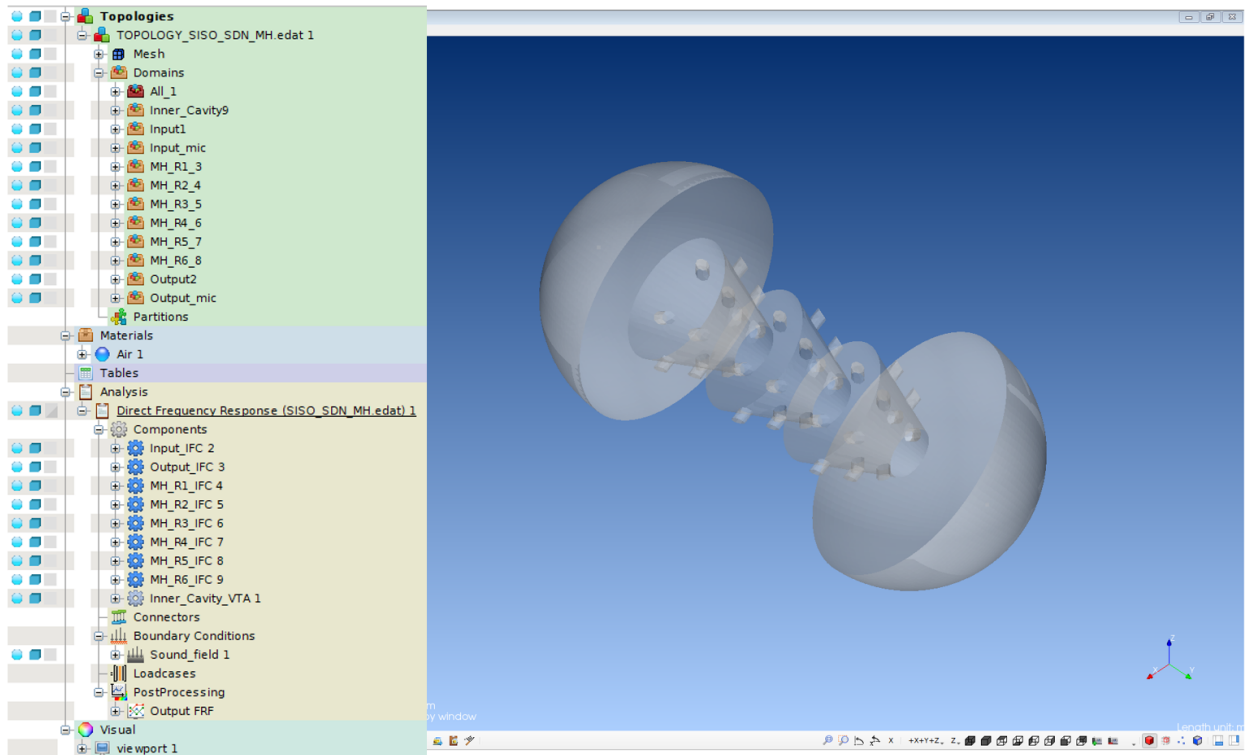 Topologies
TOPOLOGY_SISO_SDN_MH.edat 1
Mesh
Domains
All_1
Inner_Cavity9
Input1
Input_mic
MH_R1_3
MH_R2_4
MH_R3_5
MH_R4_6
MH_R5_7
MH_R6_8
Output2
Output_mic
Partitions
Materials
Air 1
Tables
Analysis
Direct Frequency Response (SISO_SDN_MH.edat) 1
Components
Input_IFC 2
Output_IFC 3
MH_R1_IFC 4
MH_R2_IFC 5
MH_R3_IFC 6
MH_R4_IFC 7
MH_R5_IFC 8
MH_R6_IFC 9
Inner_Cavity_VTA 1
Connectors
Boundary Conditions
Sound_field 1
Loadcases
PostProcessing
Output FRF
Visual
viewport 1
m
by window
Z
X
Y
Length unit: m
X +X+Y+Z Z